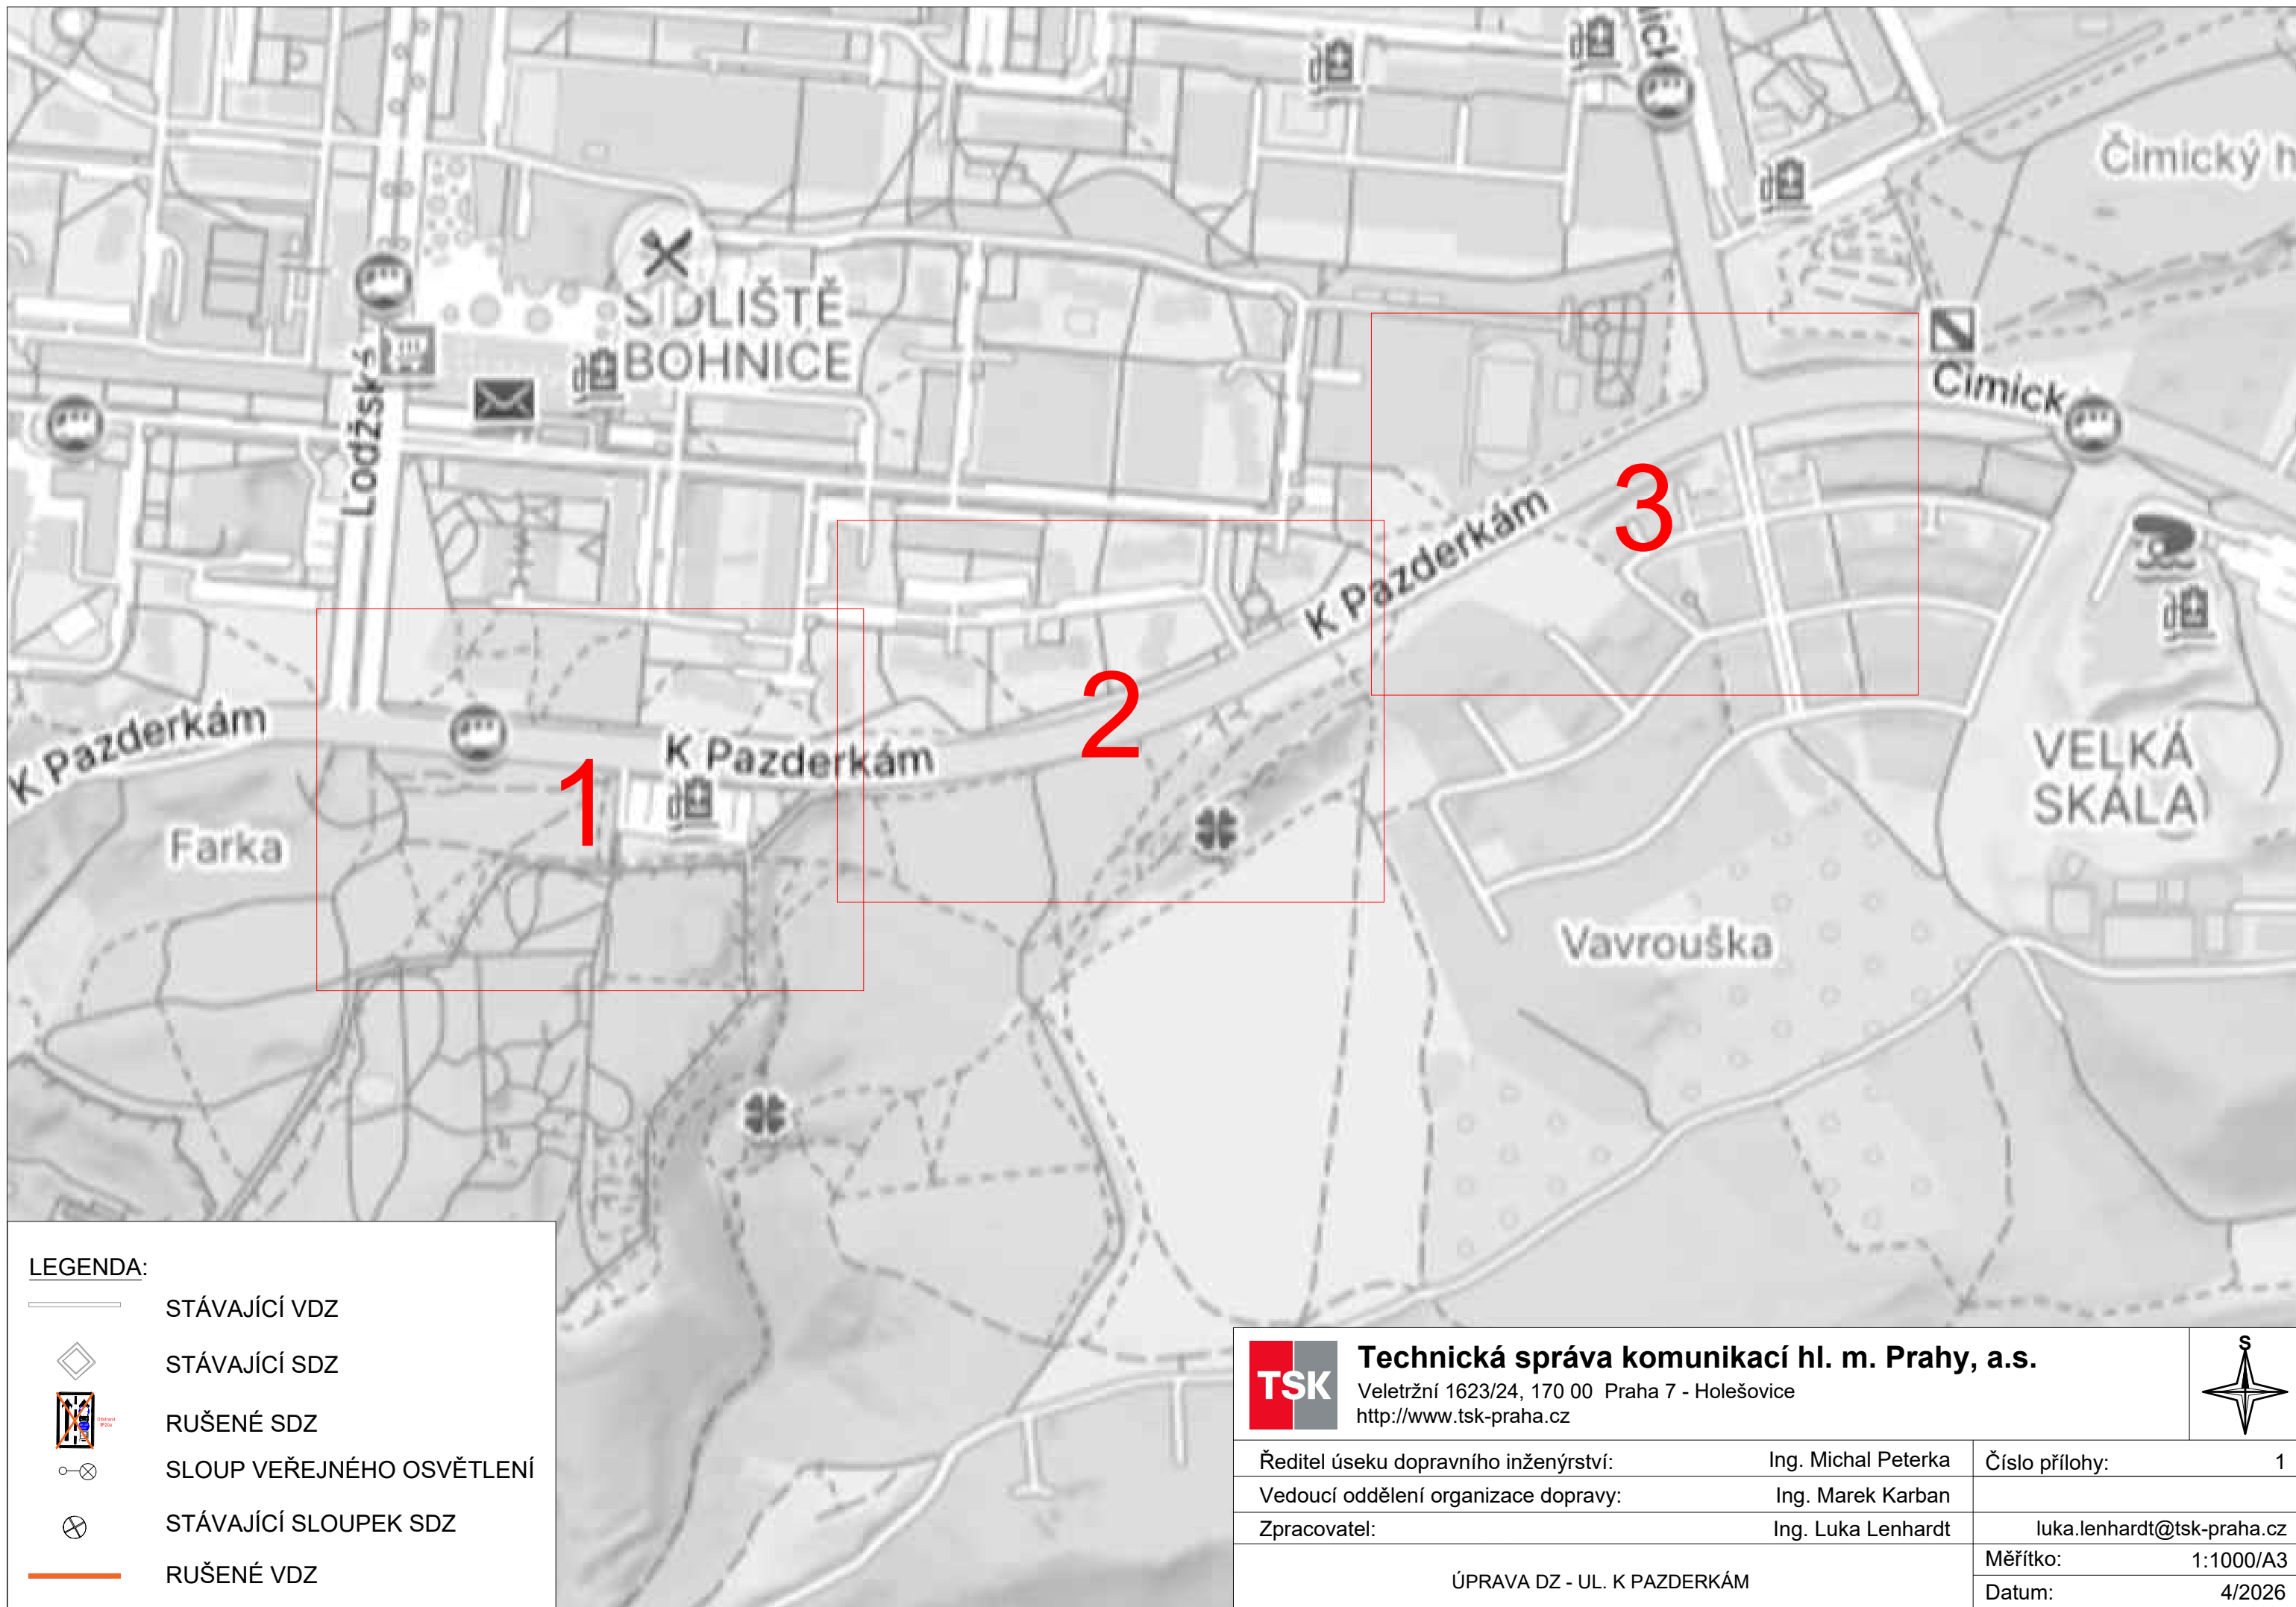 Čimický h
SÍDLIŠTĚ
BOHNICE
Lodžská
Čimick
K Pazderkám
3
K Pazderkám
2
K Pazderkám
1
Farka
VELKÁ
SKÁLA
Vavrouška
LEGENDA:
STÁVAJÍCÍ VDZ
STÁVAJÍCÍ SDZ
RUŠENÉ SDZ
SLOUP VEŘEJNÉHO OSVĚTLENÍ
STÁVAJÍCÍ SLOUPEK SDZ
RUŠENÉ VDZ
TSK
Technická správa komunikací hl. m. Prahy, a.s.
Veletržní 1623/24, 170 00 Praha 7 - Holešovice
http://www.tsk-praha.cz
S
Ředitel úseku dopravního inženýrství: Ing. Michal Peterka
Číslo přílohy: 1
Vedoucí oddělení organizace dopravy: Ing. Marek Karban
Zpracovatel: Ing. Luka Lenhardt
luka.lenhardt@tsk-praha.cz
ÚPRAVA DZ - UL. K PAZDERKÁM
Měřítko: 1:1000/A3
Datum: 4/2026